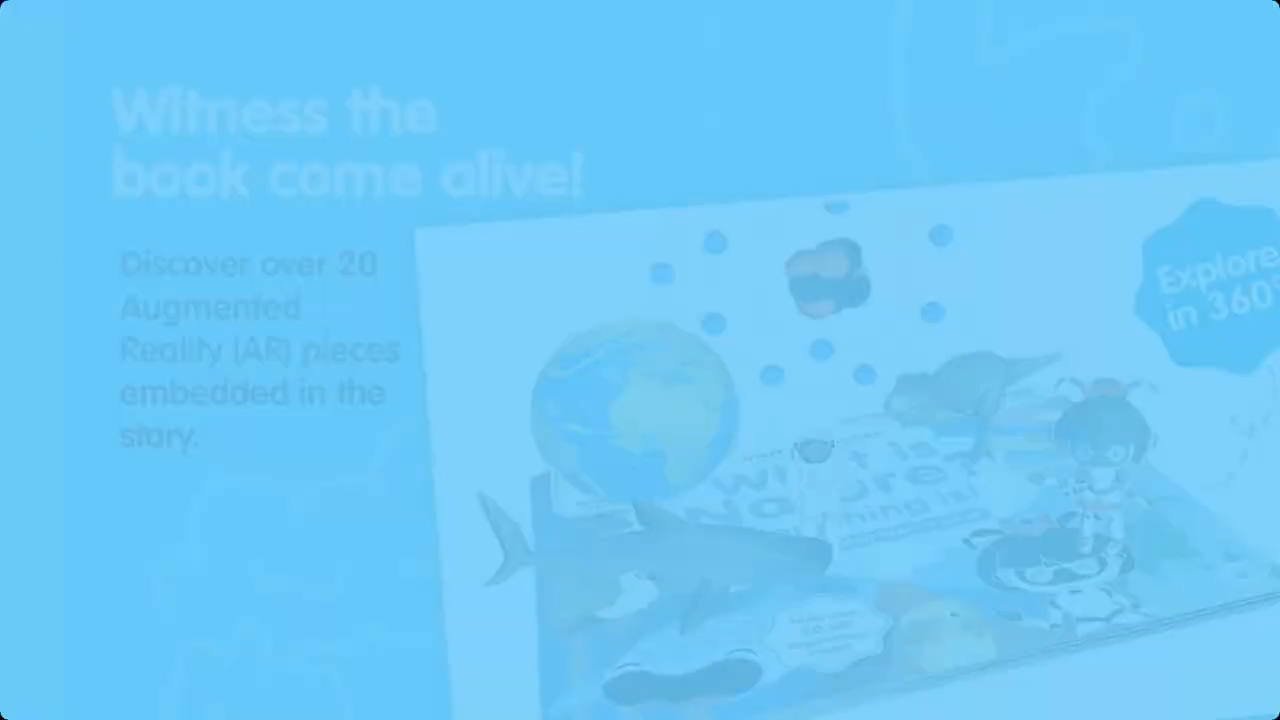 Witness the
book come alive!
Discover over 20
Augmented
Reality (AR) pieces
embedded in the
story.
Explore
in 360°
is